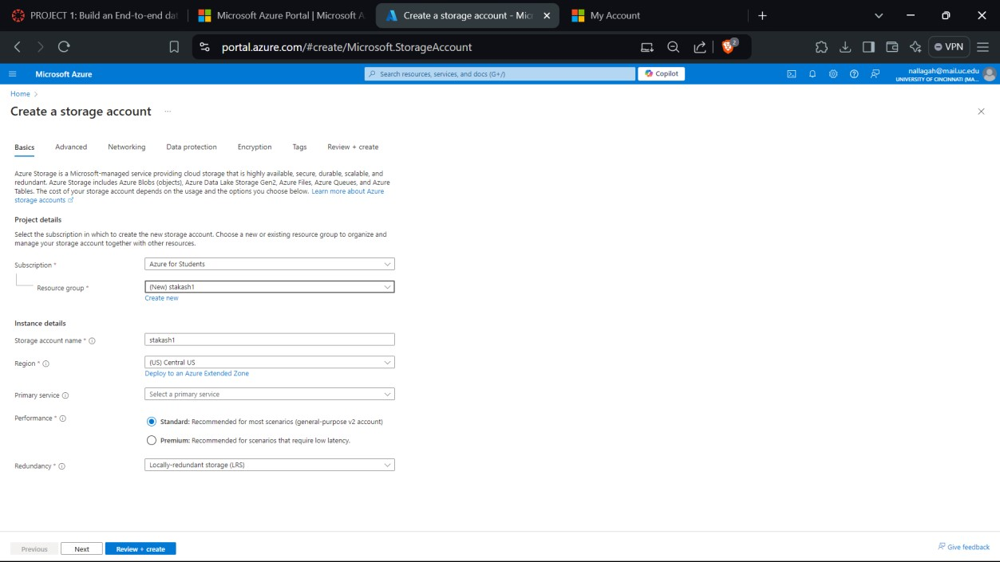 PROJECT 1: Build an End-to-end dat
Microsoft Azure Portal | Microsoft A
Create a storage account - Micr
My Account
portal.azure.com/#create/Microsoft.StorageAccount
2
VPN
Microsoft Azure
Search resources, services, and docs (G+/)
Copilot
nallagah@mail.uc.edu
UNIVERSITY OF CINCINNATI (MA...
Home
Create a storage account
...
Basics
Advanced
Networking
Data protection
Encryption
Tags
Review + create
Azure Storage is a Microsoft-managed service providing cloud storage that is highly available, secure, durable, scalable, and
redundant. Azure Storage includes Azure Blobs (objects), Azure Data Lake Storage Gen2, Azure Files, Azure Queues, and Azure
Tables. The cost of your storage account depends on the usage and the options you choose below. Learn more about Azure
storage accounts
Project details
Select the subscription in which to create the new storage account. Choose a new or existing resource group to organize and
manage your storage account together with other resources.
Subscription *
Azure for Students
Resource group *
(New) stakash1
Create new
Instance details
Storage account name *
stakash1
Region *
(US) Central US
Deploy to an Azure Extended Zone
Primary service
Select a primary service
Performance *
Standard: Recommended for most scenarios (general-purpose v2 account)
Premium: Recommended for scenarios that require low latency.
Redundancy *
Locally-redundant storage (LRS)
Previous
Next
Review + create
Give feedback